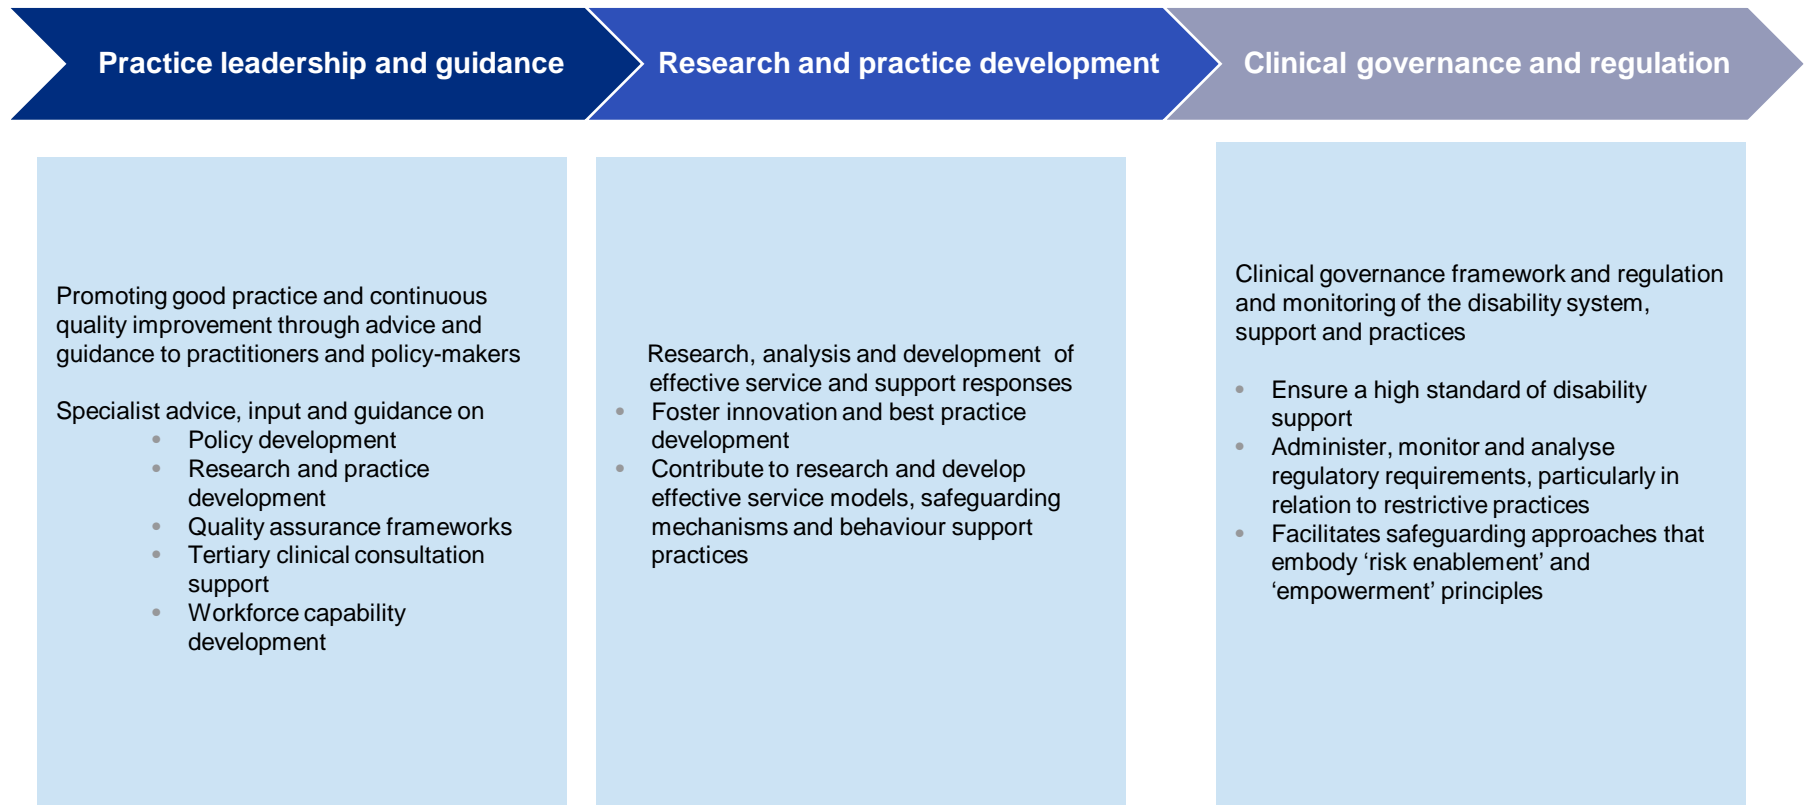 Practice leadership and guidance
Research and practice development
Clinical governance and regulation
Promoting good practice and continuous
quality improvement through advice and
guidance to practitioners and policy-makers
Specialist advice, input and guidance on
• Policy development
• Research and practice
development
• Quality assurance frameworks
• Tertiary clinical consultation
support
• Workforce capability
development
Research, analysis and development of
effective service and support responses
• Foster innovation and best practice
development
• Contribute to research and develop
effective service models, safeguarding
mechanisms and behaviour support
practices
Clinical governance framework and regulation
and monitoring of the disability system,
support and practices
• Ensure a high standard of disability
support
• Administer, monitor and analyse
regulatory requirements, particularly in
relation to restrictive practices
• Facilitates safeguarding approaches that
embody ‘risk enablement’ and
‘empowerment’ principles